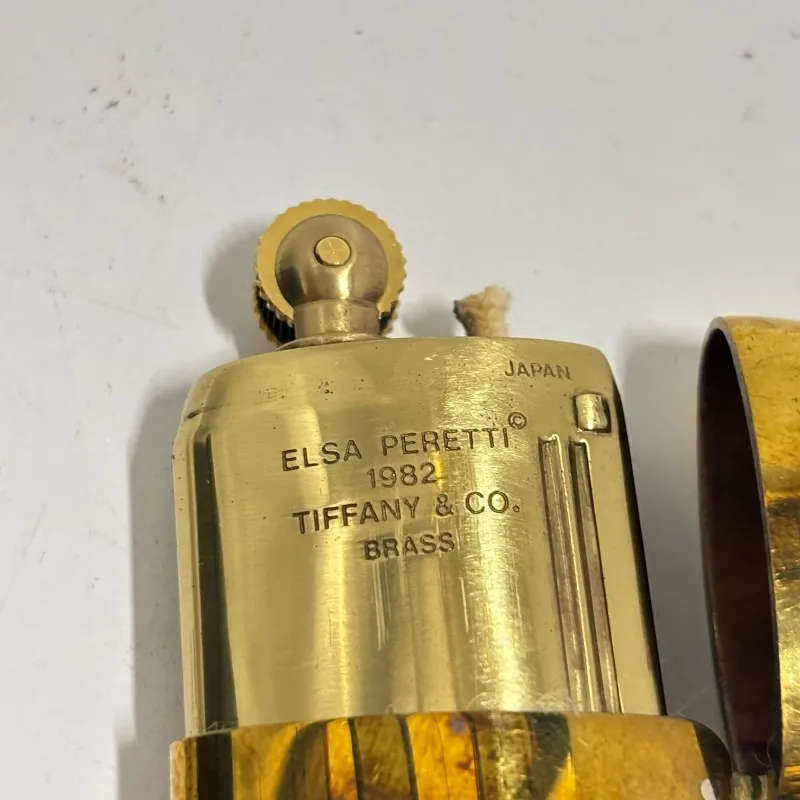 JAPAN
ELSA PERETTI©
1982
TIFFANY & CO.
BRASS